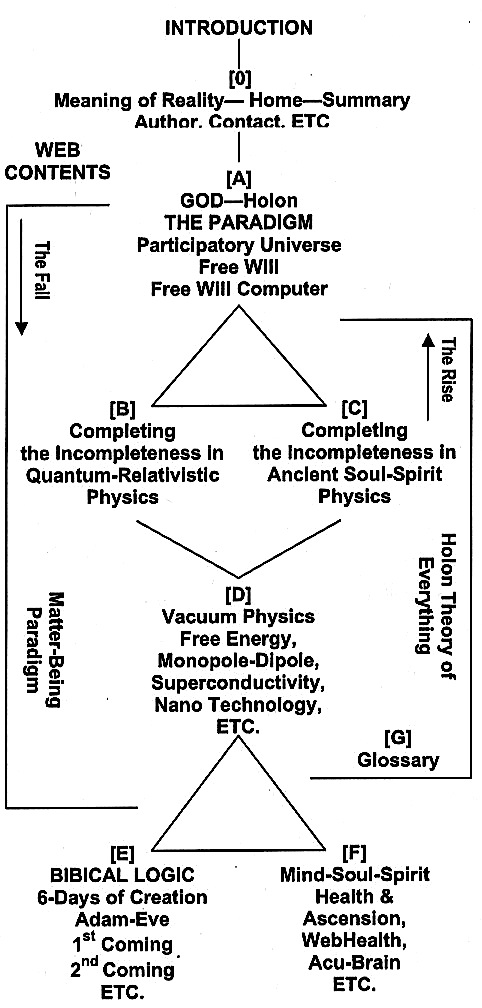 INTRODUCTION
[0]
Meaning of Reality— Home—Summary
Author, Contact, ETC
WEB
CONTENTS
[A]
GOD—Holon
THE PARADIGM
Participatory Universe
Free Will
Free Will Computer
The Fall
The Rise
[B]
Completing
the Incompleteness in
Quantum-Relativistic
Physics
[C]
Completing
the Incompleteness in
Ancient Soul-Spirit
Physics
Matter-Being
Paradigm
Holon Theory of
Everything
[D]
Vacuum Physics
Free Energy,
Monopole-Dipole,
Superconductivity,
Nano Technology,
ETC.
[G]
Glossary
[E]
BIBICAL LOGIC
6-Days of Creation
Adam-Eve
1st Coming
2nd Coming
ETC.
[F]
Mind-Soul-Spirit
Health &
Ascension,
WebHealth,
Acu-Brain
ETC.